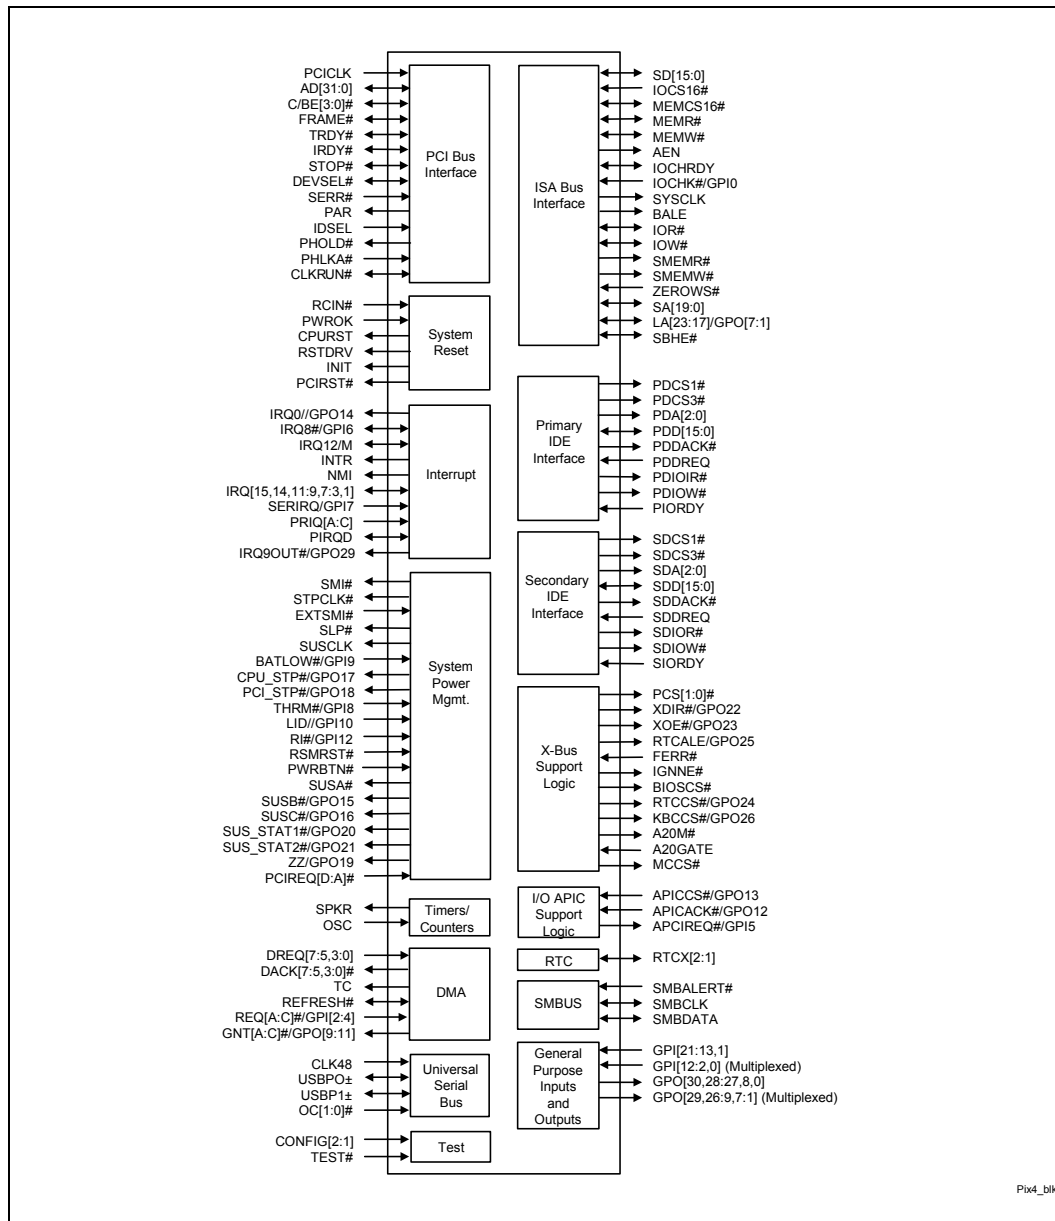 PCICLK
AD[31:0]
C/BE[3:0]#
FRAME#
TRDY#
IRDY#
STOP#
DEVSEL#
SERR#
PAR
IDSEL
PHOLD#
PHLKA#
CLKRUN#
PCI Bus
Interface
RCIN#
PWROK
CPURST
RSTDRV
INIT
PCIRST#
System
Reset
IRQ0//GPO14
IRQ8#/GPI6
IRQ12/M
INTR
NMI
IRQ[15,14,11:9,7:3,1]
SERIRQ/GPI7
PRIQ[A:C]
PIRQD
IRQ9OUT#/GPO29
Interrupt
SMI#
STPCLK#
EXTSMI#
SLP#
SUSCLK
BATLOW#/GPI9
CPU_STP#/GPO17
PCI_STP#/GPO18
THRM#/GPI8
LID//GPI10
RI#/GPI12
RSMRST#
PWRBTN#
SUSA#
SUSB#/GPO15
SUSC#/GPO16
SUS_STAT1#/GPO20
SUS_STAT2#/GPO21
ZZ/GPO19
PCIREQ[D:A]#
System
Power
Mgmt.
SPKR
OSC
Timers/
Counters
DREQ[7:5,3:0]
DACK[7:5,3:0]#
TC
REFRESH#
REQ[A:C]#/GPI[2:4]
GNT[A:C]#/GPO[9:11]
DMA
CLK48
USBPO±
USBP1±
OC[1:0]#
Universal
Serial
Bus
CONFIG[2:1]
TEST#
Test
ISA Bus
Interface
SD[15:0]
IOCS16#
MEMCS16#
MEMR#
MEMW#
AEN
IOCHRDY
IOCHK#/GPI0
SYSCLK
BALE
IOR#
IOW#
SMEMR#
SMEMW#
ZEROWS#
SA[19:0]
LA[23:17]/GPO[7:1]
SBHE#
Primary
IDE
Interface
PDCS1#
PDCS3#
PDA[2:0]
PDD[15:0]
PDDACK#
PDDREQ
PDIOIR#
PDIOW#
PIORDY
Secondary
IDE
Interface
SDCS1#
SDCS3#
SDA[2:0]
SDD[15:0]
SDDACK#
SDDREQ
SDIOR#
SDIOW#
SIORDY
X-Bus
Support
Logic
PCS[1:0]#
XDIR#/GPO22
XOE#/GPO23
RTCALE/GPO25
FERR#
IGNNE#
BIOSCS#
RTCCS#/GPO24
KBCCS#/GPO26
A20M#
A20GATE
MCCS#
I/O APIC
Support
Logic
APICCS#/GPO13
APICACK#/GPO12
APCIREQ#/GPI5
RTC
RTCX[2:1]
SMBUS
SMBALERT#
SMBCLK
SMBDATA
General
Purpose
Inputs
and
Outputs
GPI[21:13,1]
GPI[12:2,0] (Multiplexed)
GPO[30,28:27,8,0]
GPO[29,26:9,7:1] (Multiplexed)